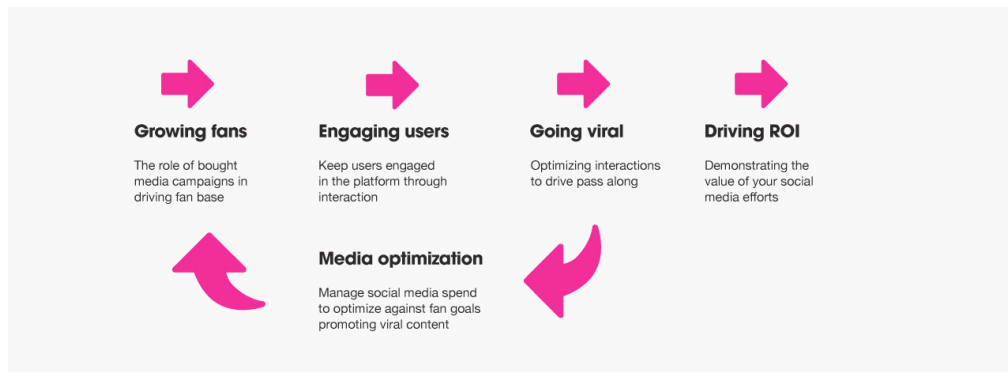 Growing fans
The role of bought
media campaigns in
driving fan base
Engaging users
Keep users engaged
in the platform through
interaction
Going viral
Optimizing interactions
to drive pass along
Driving ROI
Demonstrating the
value of your social
media efforts
Media optimization
Manage social media spend
to optimize against fan goals
promoting viral content